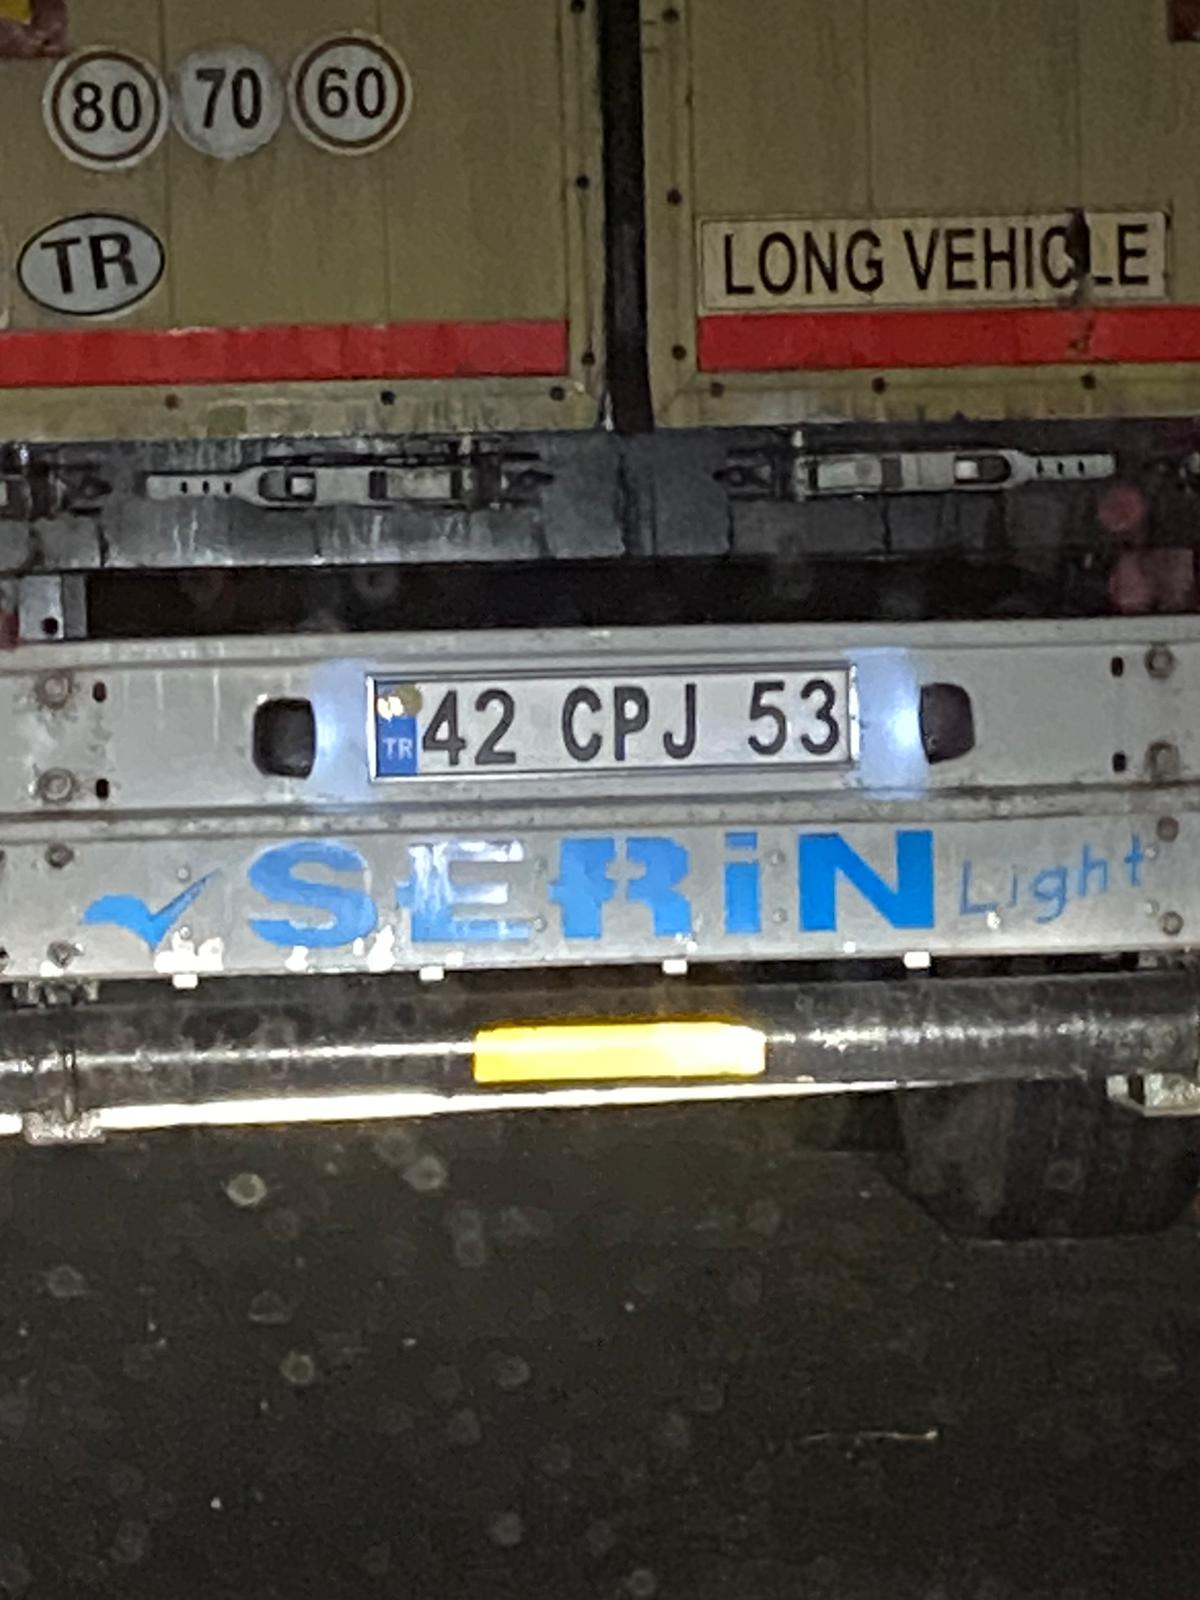 80 70 60
TR
LONG VEHICLE
TR 42 CPJ 53
SERiN Light